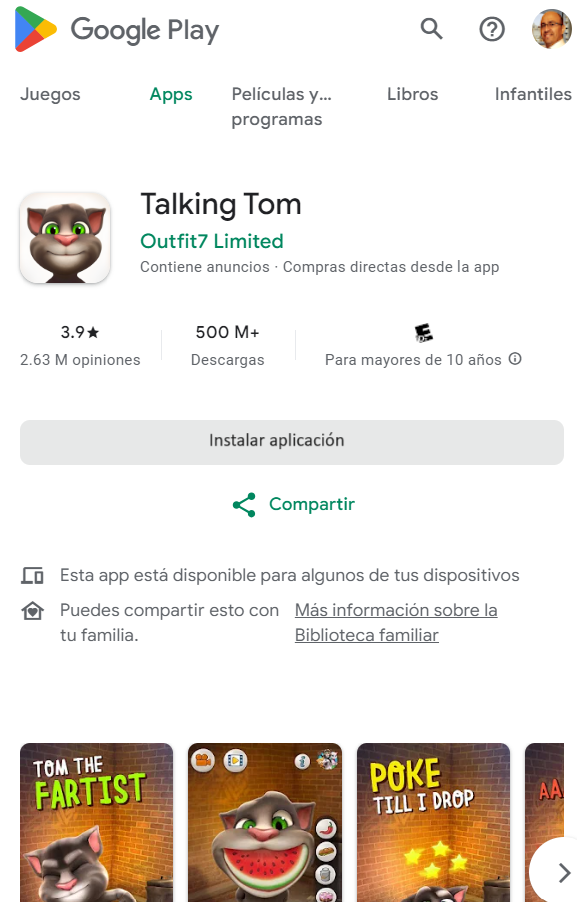 Google Play
Juegos
Apps
Películas y...
programas
Libros
Infantiles
Talking Tom
Outfit7 Limited
Contiene anuncios · Compras directas desde la app
3.9★
2.63 M opiniones
500 M+
Descargas
E
Para mayores de 10 años
Instalar aplicación
Compartir
Esta app está disponible para algunos de tus dispositivos
Puedes compartir esto con
tu familia.
Más información sobre la
Biblioteca familiar
TOM THE
FARTIST
POKE
TILL I DROP
AA